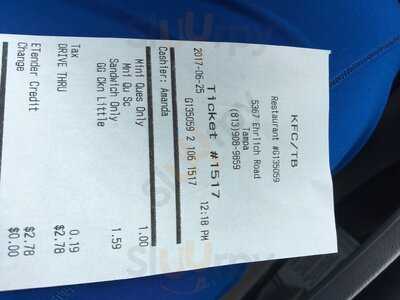 KFC/TB
Restaurant #G135059
5367 Ehrlich Road
Tampa
(813)908-9859
Ticket #1517
2017-06-25 12:18 PM
G135059 2 106 1517
Cashier: Amanda
Mini Ques Only 1.00
Mni Qu Sc
Sandwich Only 1.59
GG Ckn Little
Tax 0.19
DRIVE THRU $2.78
ETender Credit $2.78
Change $0.00